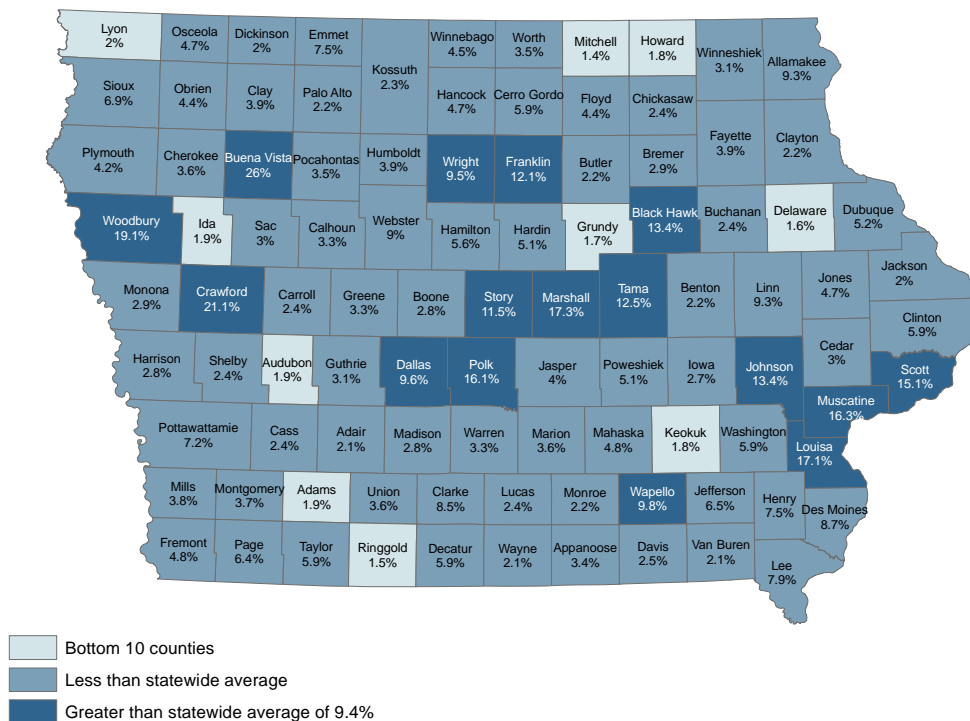 Lyon
2%
Osceola
4.7%
Dickinson
2%
Emmet
7.5%
Winnebago
4.5%
Worth
3.5%
Mitchell
1.4%
Howard
1.8%
Winneshiek
3.1%
Allamakee
9.3%
Kossuth
2.3%
Sioux
6.9%
Obrien
4.4%
Clay
3.9%
Palo Alto
2.2%
Hancock
4.7%
Cerro Gordo
5.9%
Floyd
4.4%
Chickasaw
2.4%
Plymouth
4.2%
Cherokee
3.6%
Buena Vista
26%
Pocahontas
3.5%
Humboldt
3.9%
Wright
9.5%
Franklin
12.1%
Butler
2.2%
Bremer
2.9%
Fayette
3.9%
Clayton
2.2%
Woodbury
19.1%
Ida
1.9%
Sac
3%
Calhoun
3.3%
Webster
9%
Hamilton
5.6%
Hardin
5.1%
Grundy
1.7%
Black Hawk
13.4%
Buchanan
2.4%
Delaware
1.6%
Dubuque
5.2%
Monona
2.9%
Crawford
21.1%
Carroll
2.4%
Greene
3.3%
Boone
2.8%
Story
11.5%
Marshall
17.3%
Tama
12.5%
Benton
2.2%
Linn
9.3%
Jones
4.7%
Jackson
2%
Clinton
5.9%
Cedar
3%
Harrison
2.8%
Shelby
2.4%
Audubon
1.9%
Guthrie
3.1%
Dallas
9.6%
Polk
16.1%
Jasper
4%
Poweshiek
5.1%
Iowa
2.7%
Johnson
13.4%
Scott
15.1%
Muscatine
16.3%
Pottawattamie
7.2%
Cass
2.4%
Adair
2.1%
Madison
2.8%
Warren
3.3%
Marion
3.6%
Mahaska
4.8%
Keokuk
1.8%
Washington
5.9%
Louisa
17.1%
Mills
3.8%
Montgomery
3.7%
Adams
1.9%
Union
3.6%
Clarke
8.5%
Lucas
2.4%
Monroe
2.2%
Wapello
9.8%
Jefferson
6.5%
Henry
7.5%
Des Moines
8.7%
Fremont
4.8%
Page
6.4%
Taylor
5.9%
Ringgold
1.5%
Decatur
5.9%
Wayne
2.1%
Appanoose
3.4%
Davis
2.5%
Van Buren
2.1%
Lee
7.9%
Bottom 10 counties
Less than statewide average
Greater than statewide average of 9.4%